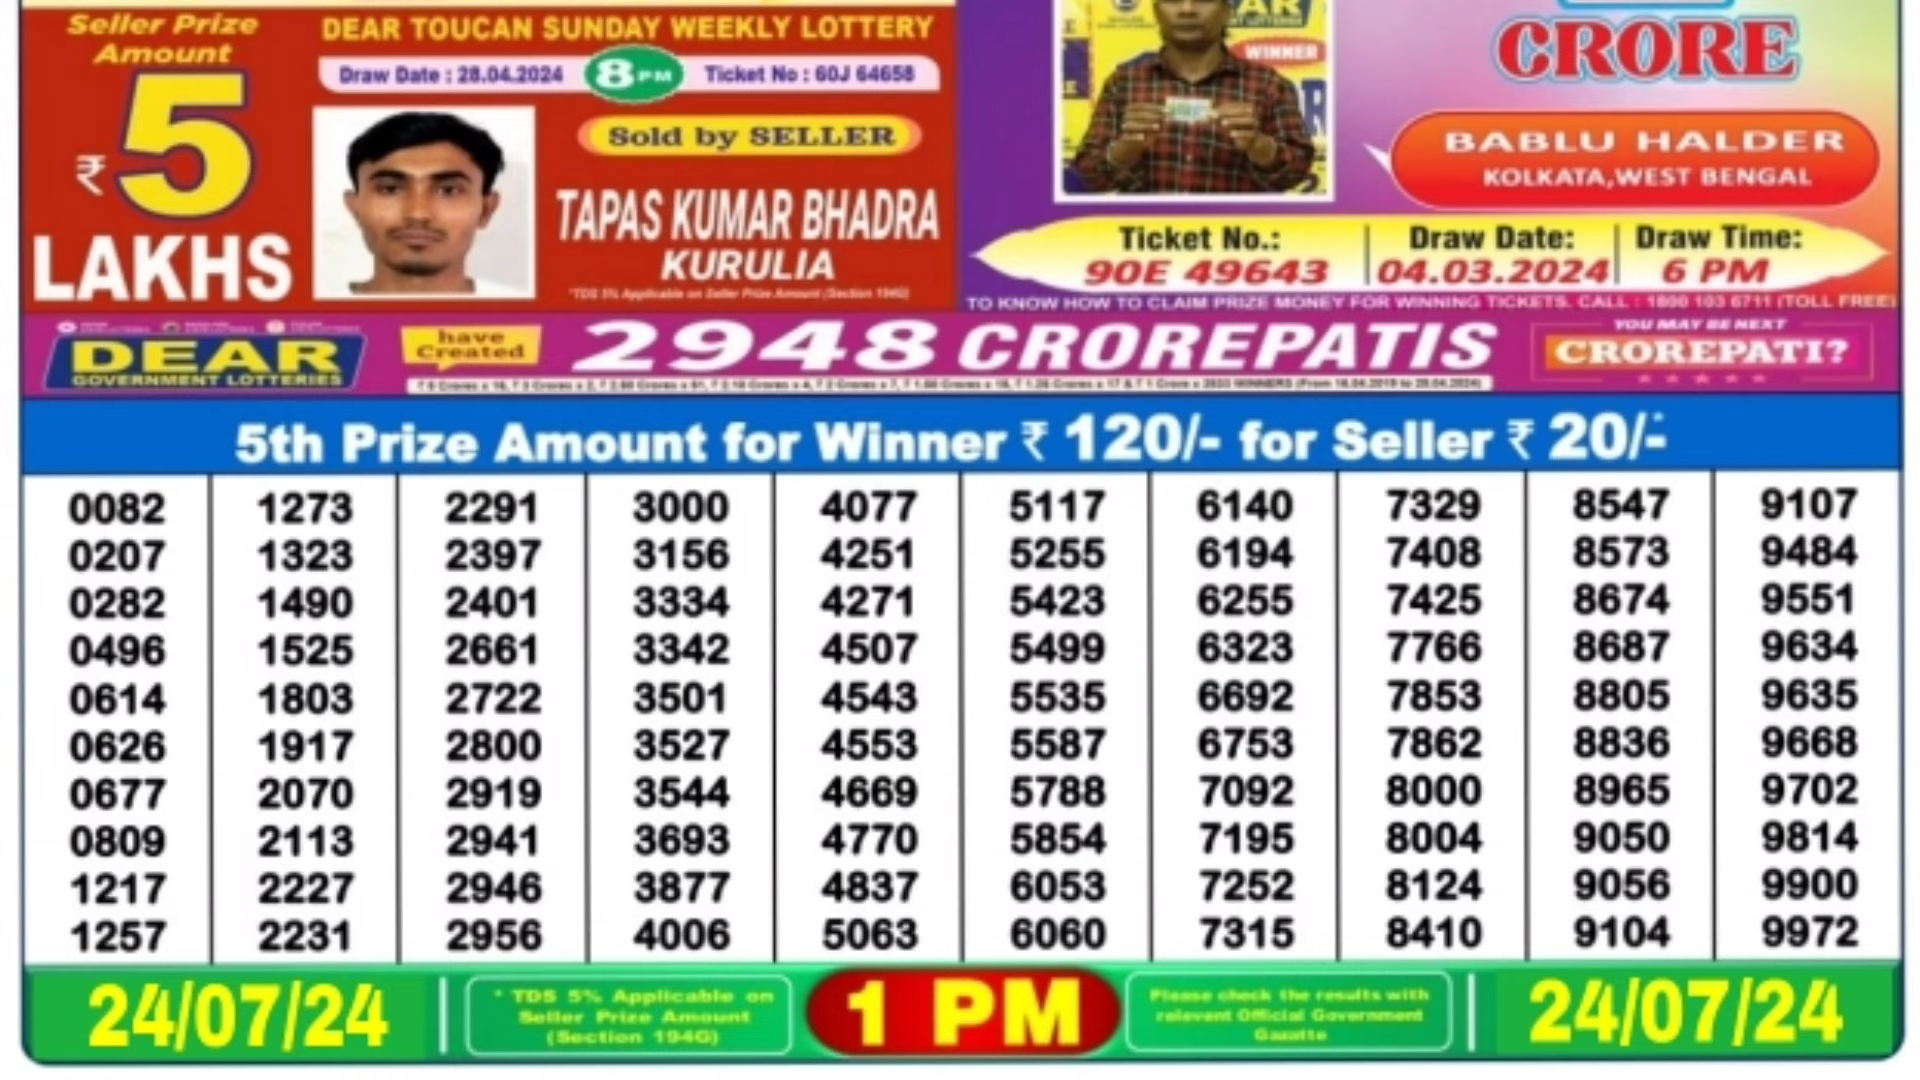 Seller Prize
Amount
₹ 5
LAKHS
DEAR TOUCAN SUNDAY WEEKLY LOTTERY
Draw Date : 28.04.2024 8 PM Ticket No : 60J 64658
Sold by SELLER
TAPAS KUMAR BHADRA
KURULIA
*TDS 5% Applicable on Seller Prize Amount (Section 194G)
WINNER
CRORE
BABLU HALDER
KOLKATA,WEST BENGAL
Ticket No.: Draw Date: Draw Time:
90E 49643 04.03.2024 6 PM
TO KNOW HOW TO CLAIM PRIZE MONEY FOR WINNING TICKETS, CALL : 1800 103 6711 (TOLL FREE)
DEAR
GOVERNMENT LOTTERIES
have
Created
2948 CROREPATIS
YOU MAY BE NEXT
CROREPATI?
5th Prize Amount for Winner ₹ 120/- for Seller ₹ 20/-*
0082 1273 2291 3000 4077 5117 6140 7329 8547 9107
0207 1323 2397 3156 4251 5255 6194 7408 8573 9484
0282 1490 2401 3334 4271 5423 6255 7425 8674 9551
0496 1525 2661 3342 4507 5499 6323 7766 8687 9634
0614 1803 2722 3501 4543 5535 6692 7853 8805 9635
0626 1917 2800 3527 4553 5587 6753 7862 8836 9668
0677 2070 2919 3544 4669 5788 7092 8000 8965 9702
0809 2113 2941 3693 4770 5854 7195 8004 9050 9814
1217 2227 2946 3877 4837 6053 7252 8124 9056 9900
1257 2231 2956 4006 5063 6060 7315 8410 9104 9972
24/07/24
* TDS 5% Applicable on
Seller Prize Amount
(Section 194G)
1 PM
Please check the results with
relevant Official Government
Gazatte
24/07/24